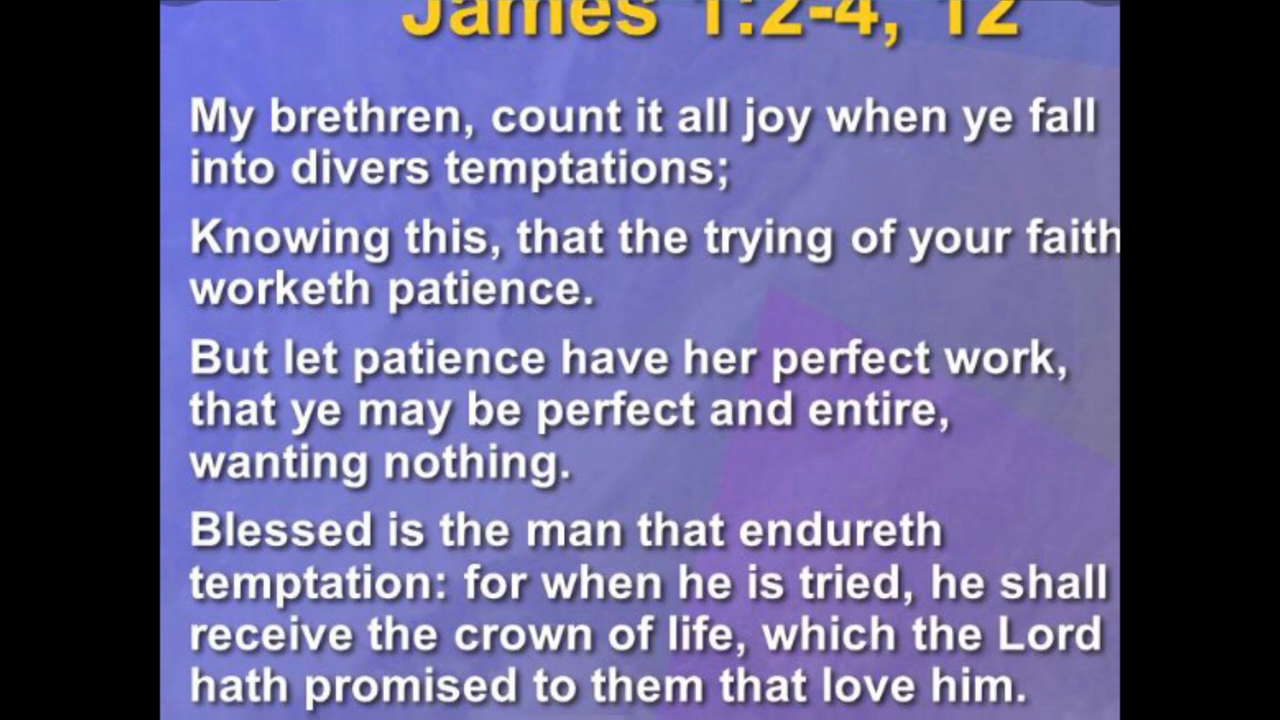 James 1:2-4, 12
My brethren, count it all joy when ye fall
into divers temptations;
Knowing this, that the trying of your faith
worketh patience.
But let patience have her perfect work,
that ye may be perfect and entire,
wanting nothing.
Blessed is the man that endureth
temptation: for when he is tried, he shall
receive the crown of life, which the Lord
hath promised to them that love him.